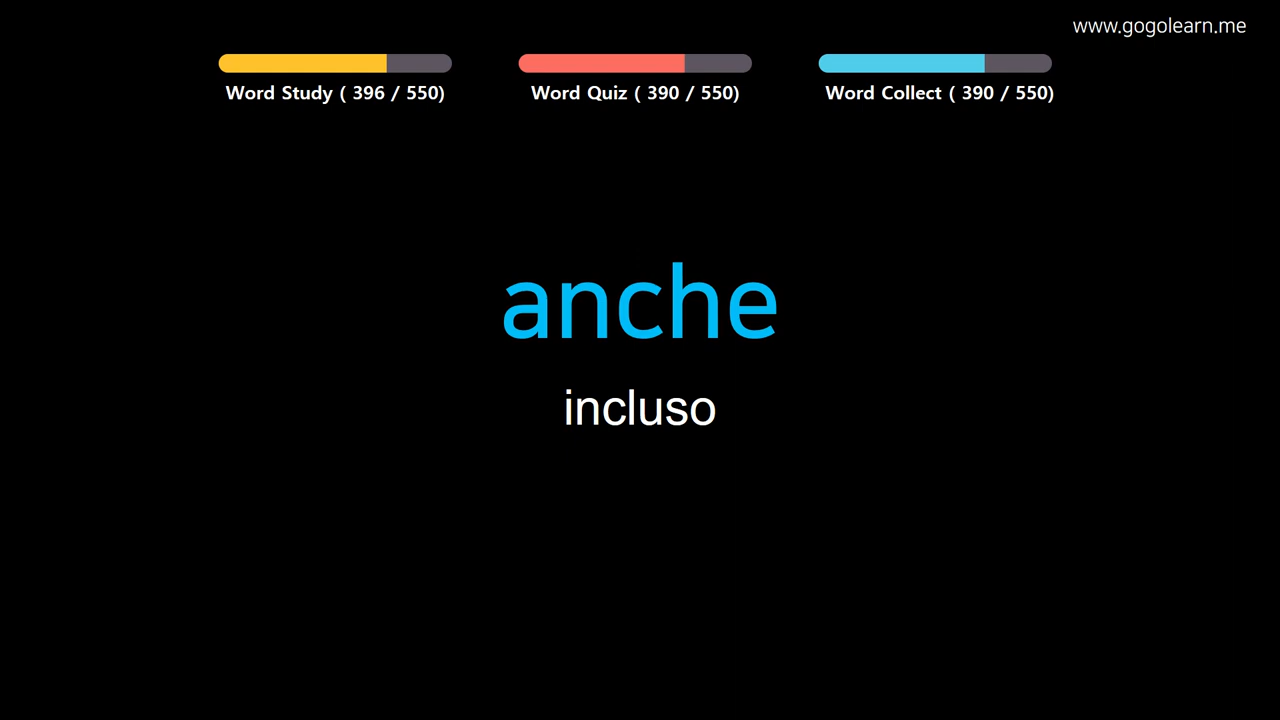 www.gogolearn.me
Word Study ( 396 / 550)
Word Quiz ( 390 / 550)
Word Collect ( 390 / 550)
anche
incluso